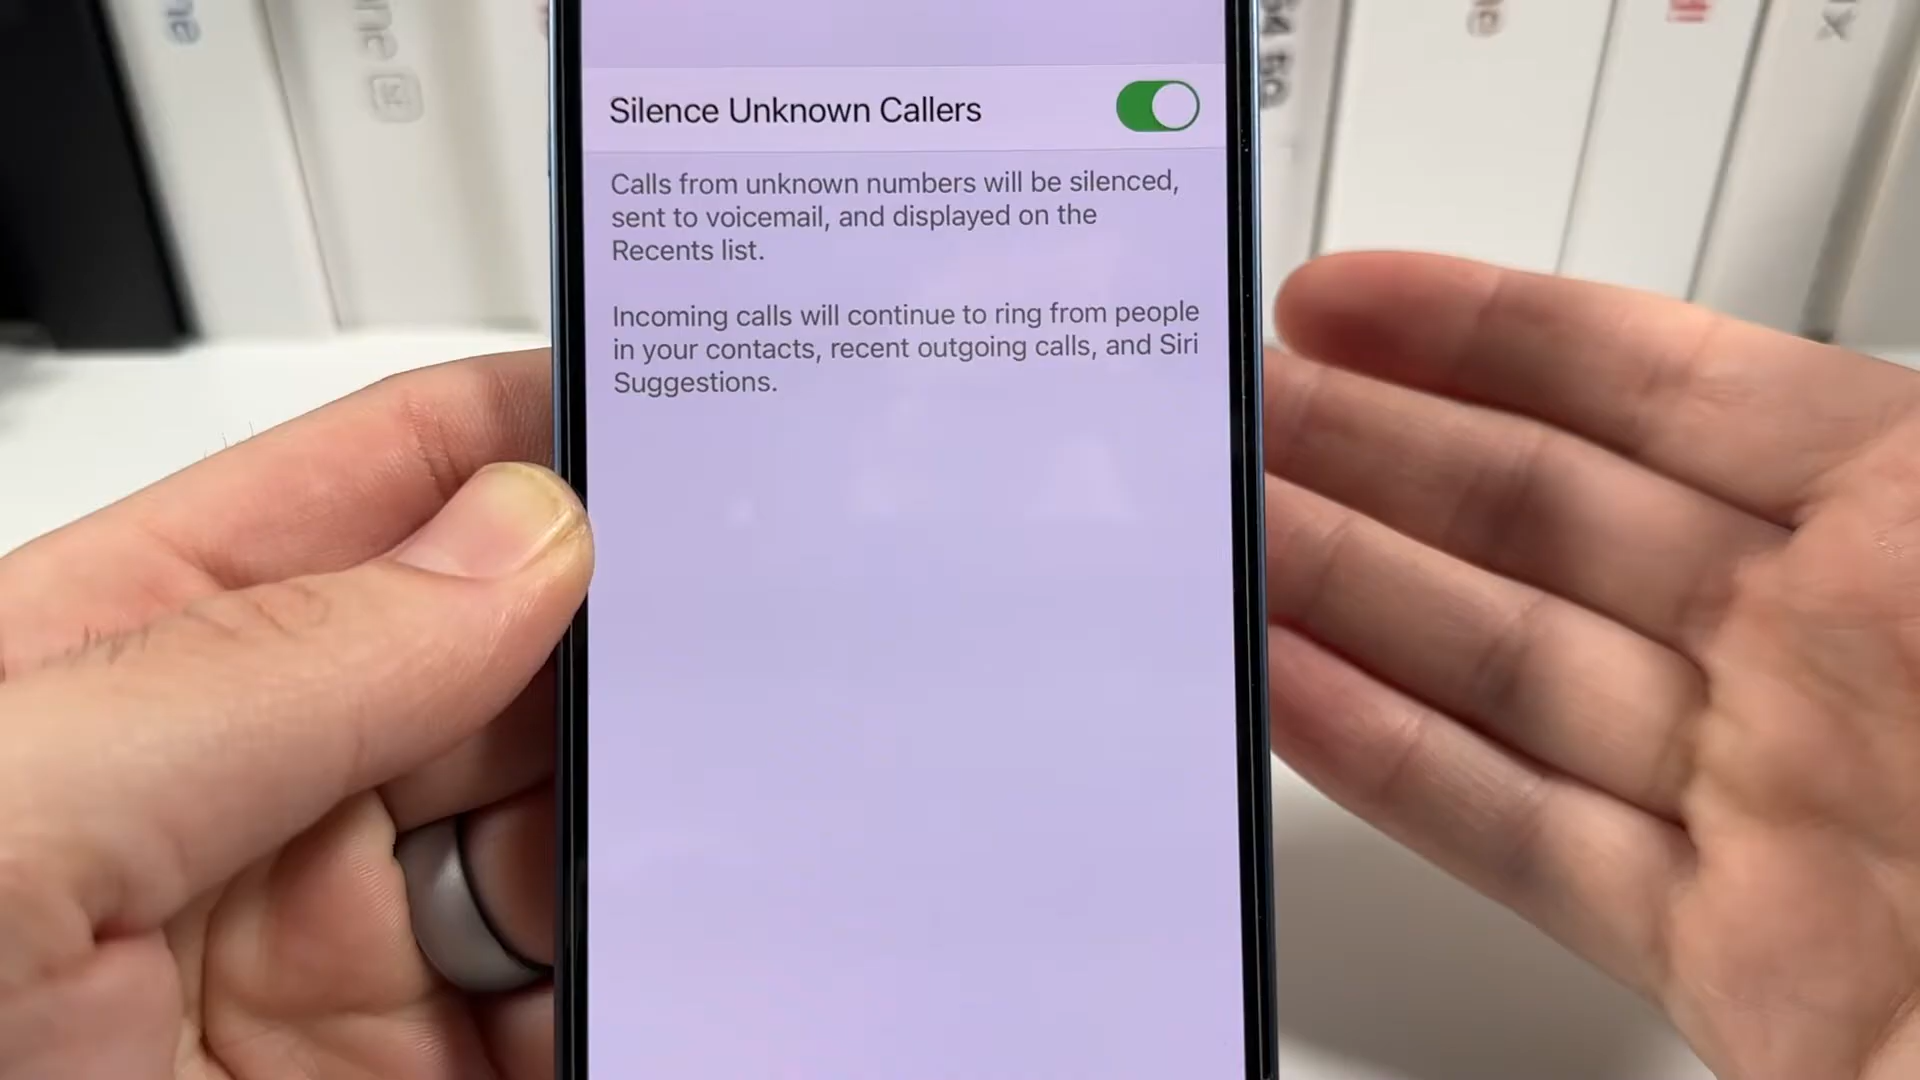 Silence Unknown Callers
Calls from unknown numbers will be silenced,
sent to voicemail, and displayed on the
Recents list.
Incoming calls will continue to ring from people
in your contacts, recent outgoing calls, and Siri
Suggestions.